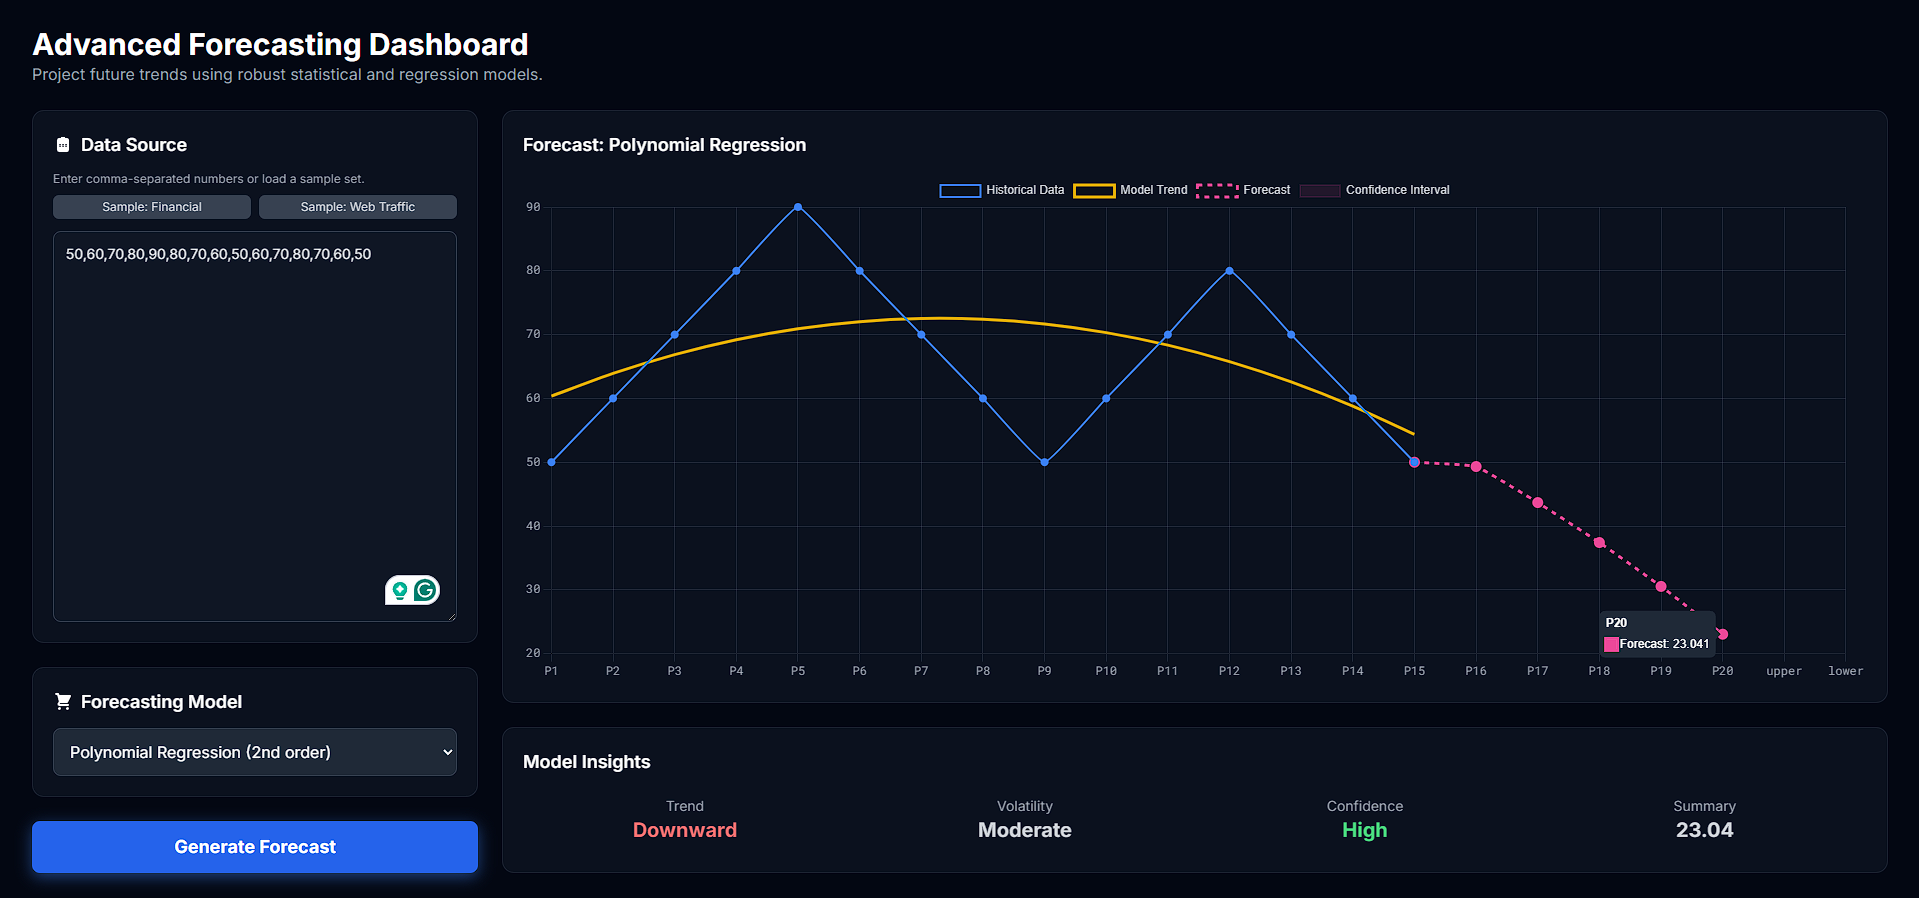 Advanced Forecasting Dashboard
Project future trends using robust statistical and regression models.
Data Source
Enter comma-separated numbers or load a sample set.
Sample: Financial
Sample: Web Traffic
50,60,70,80,90,80,70,60,50,60,70,80,70,60,50
Forecasting Model
Polynomial Regression (2nd order)
Generate Forecast
Forecast: Polynomial Regression
Historical Data Model Trend Forecast Confidence Interval
90
80
70
60
50
40
30
20
P20
Forecast: 23.041
P1 P2 P3 P4 P5 P6 P7 P8 P9 P10 P11 P12 P13 P14 P15 P16 P17 P18 P19 P20 upper lower
Model Insights
Trend
Downward
Volatility
Moderate
Confidence
High
Summary
23.04